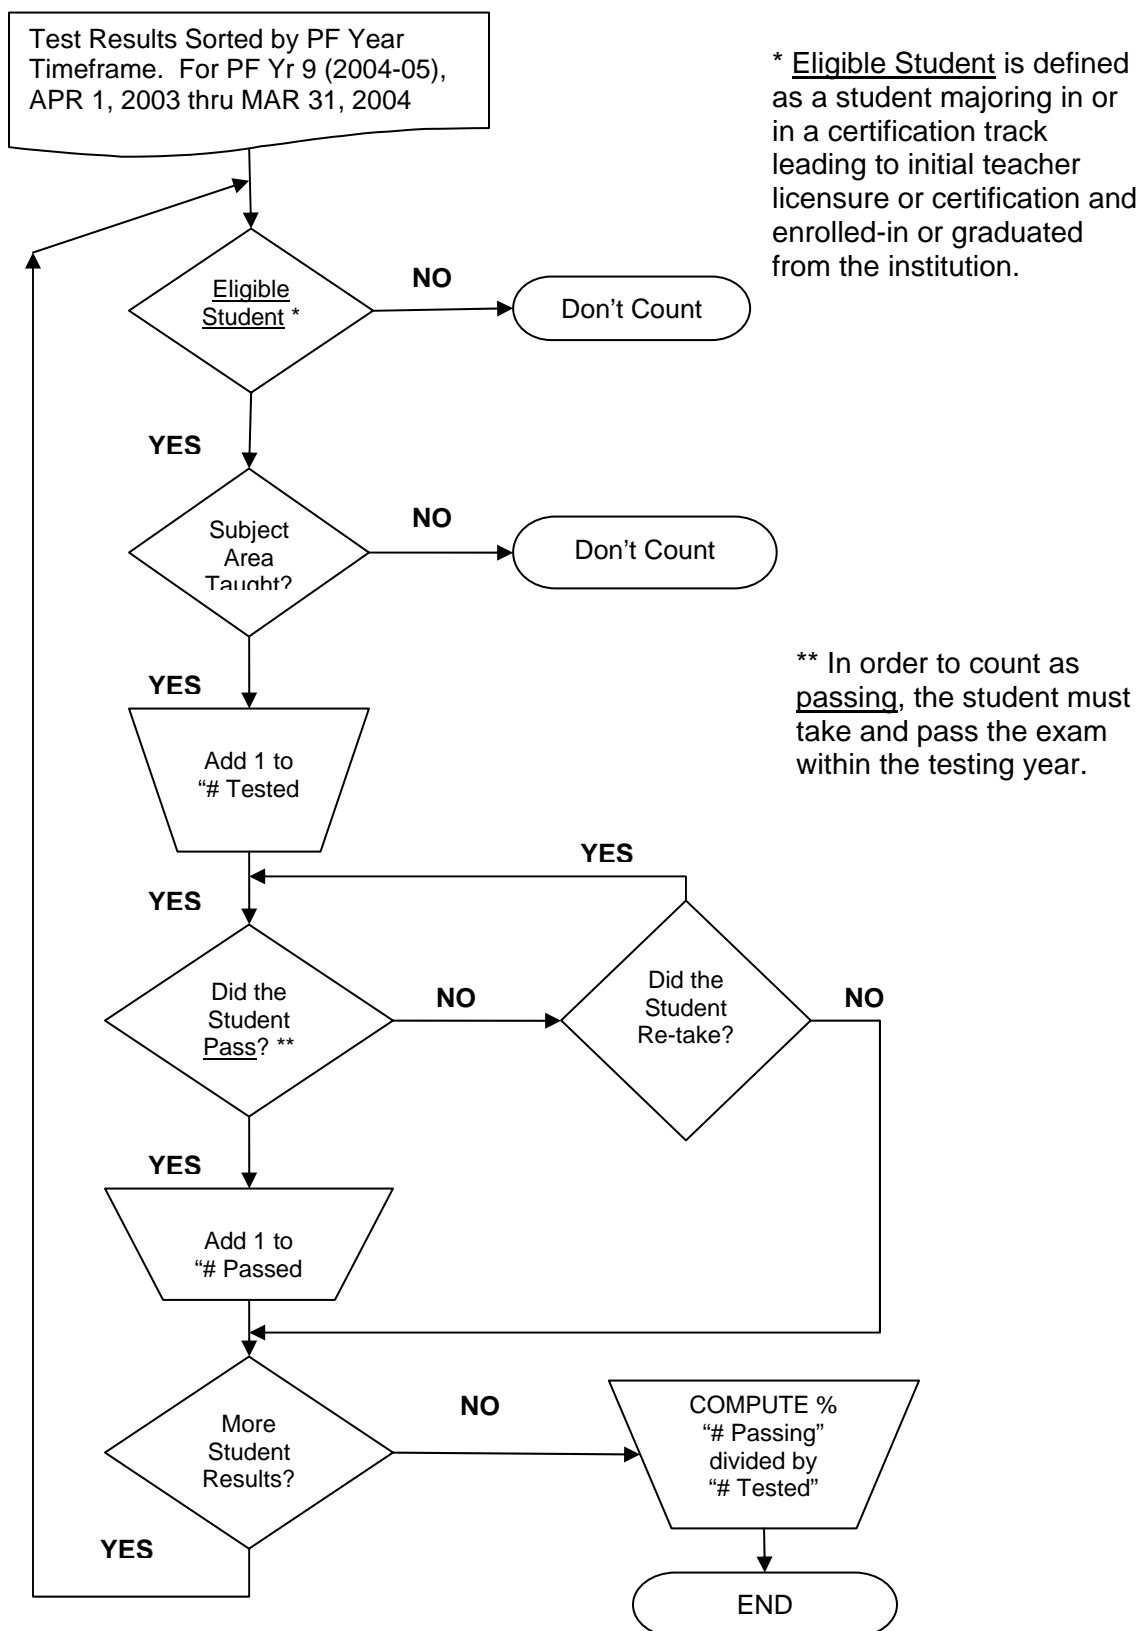 Test Results Sorted by PF Year
Timeframe.  For PF Yr 9 (2004-05),
APR 1, 2003 thru MAR 31, 2004
* Eligible Student is defined
as a student majoring in or
in a certification track
leading to initial teacher
licensure or certification and
enrolled-in or graduated
from the institution.
Eligible
Student *
NO
Don't Count
YES
Subject
Area
Taught?
NO
Don't Count
YES
** In order to count as
passing, the student must
take and pass the exam
within the testing year.
Add 1 to
“# Tested
YES
YES
Did the
Student
Pass? **
NO
Did the
Student
Re-take?
NO
YES
Add 1 to
“# Passed
More
Student
Results?
NO
COMPUTE %
“# Passing”
divided by
“# Tested”
YES
END